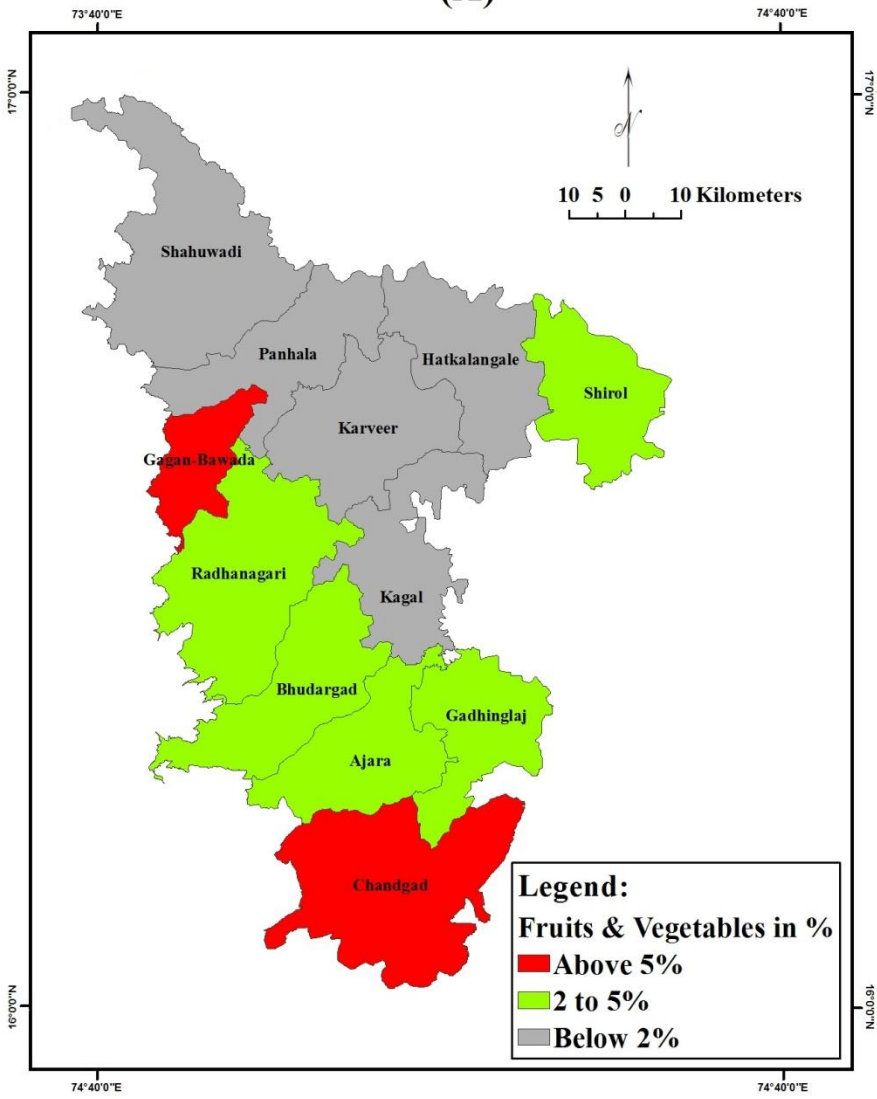 73°40'0"E
74°40'0"E
17°0'0"N
17°0'0"N
N
10 5 0 10 Kilometers
Shahuwadi
Panhala
Hatkalangale
Shirol
Karveer
Gagan-Bawada
Radhanagari
Kagal
Bhudargad
Gadhinglaj
Ajara
Chandgad
Legend:
Fruits & Vegetables in %
Above 5%
2 to 5%
Below 2%
16°0'0"N
16°0'0"N
74°40'0"E
74°40'0"E